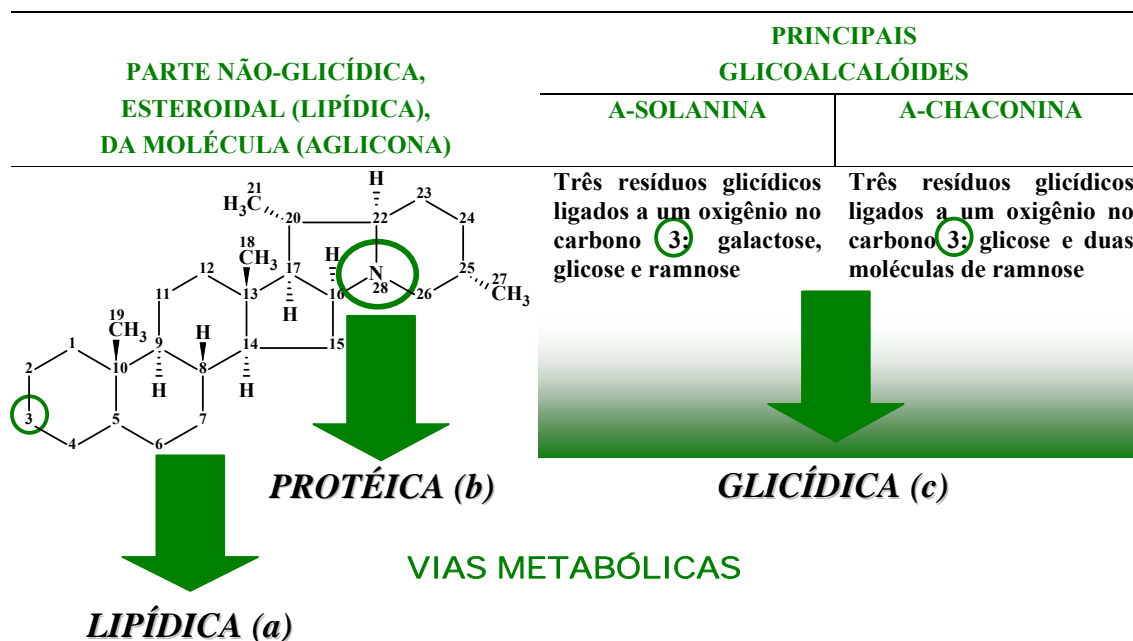 PARTE NÃO-GLICÍDICA,
ESTEROIDAL (LIPÍDICA),
DA MOLÉCULA (AGLICONA)
PRINCIPAIS
GLICOALCALÓIDES
A-SOLANINA
A-CHACONINA
Três resíduos glicídicos
ligados a um oxigênio no
carbono 3: galactose,
glicose e ramnose
Três resíduos glicídicos
ligados a um oxigênio no
carbono 3: glicose e duas
moléculas de ramnose
H
21
H₃C
20
22
23
24
18
CH₃
H
N
28
25
27
CH₃
12
17
16
26
11
13
H
19
CH₃
H
15
1
9
14
2
10
8
H
H
3
5
7
4
6
PROTÉICA (b)
GLICÍDICA (c)
VIAS METABÓLICAS
LIPÍDICA (a)